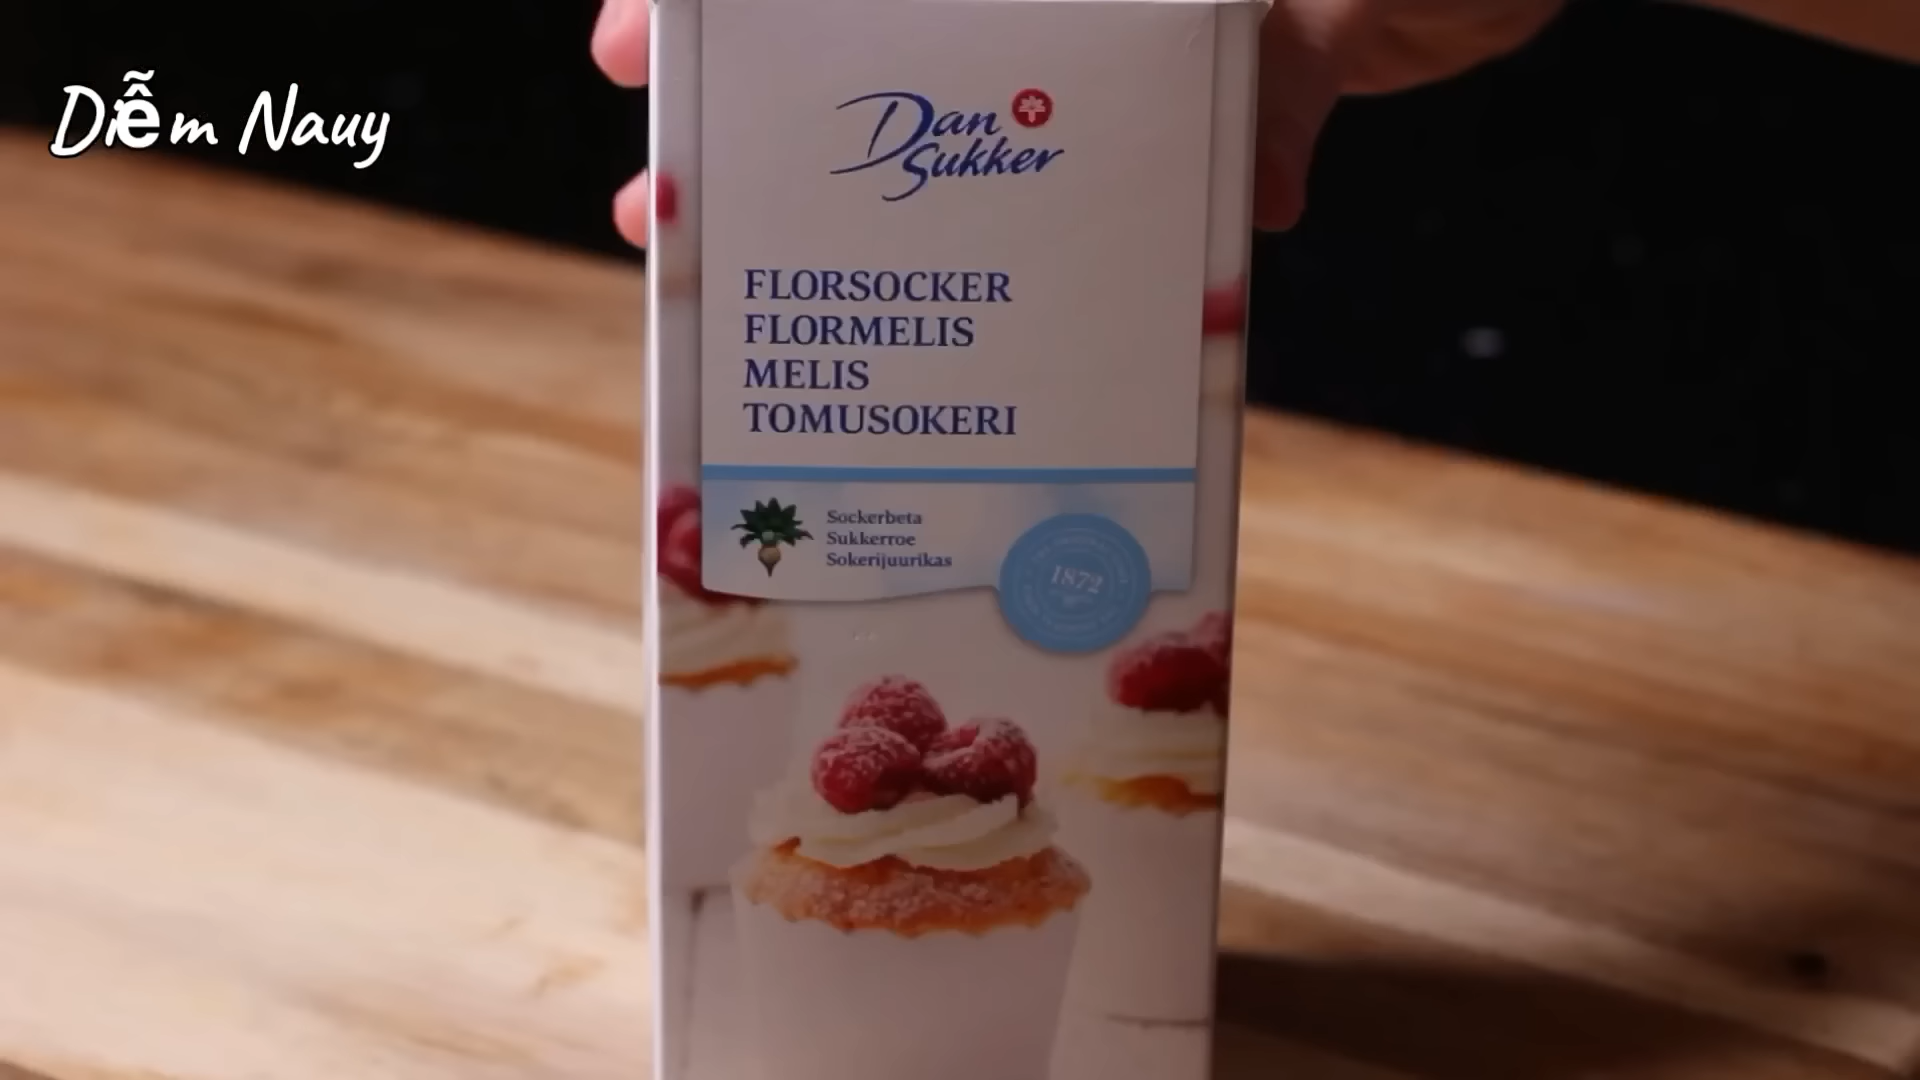 Diễm Nauy
Dan
Sukker
FLORSOCKER
FLORMELIS
MELIS
TOMUSOKERI
Sockerbeta
Sukkerroe
Sokerijuurikas
1872